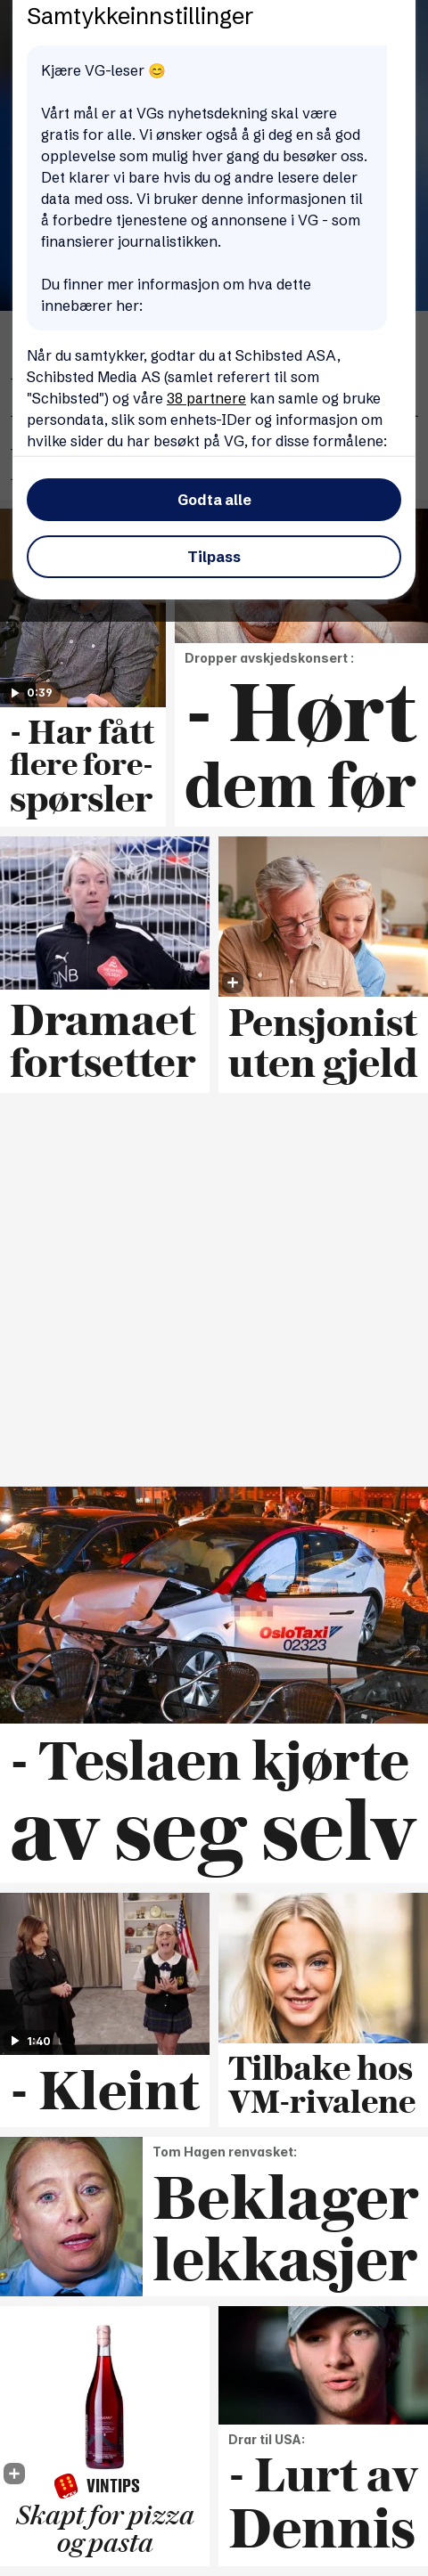 Samtykkeinnstillinger
Kjære VG-leser 😊
Vårt mål er at VGs nyhetsdekning skal være
gratis for alle. Vi ønsker også å gi deg en så god
opplevelse som mulig hver gang du besøker oss.
Det klarer vi bare hvis du og andre lesere deler
data med oss. Vi bruker denne informasjonen til
å forbedre tjenestene og annonsene i VG - som
finansierer journalistikken.
Du finner mer informasjon om hva dette
innebærer her:
Når du samtykker, godtar du at Schibsted ASA,
Schibsted Media AS (samlet referert til som
"Schibsted") og våre 38 partnere kan samle og bruke
persondata, slik som enhets-IDer og informasjon om
hvilke sider du har besøkt på VG, for disse formålene:
Godta alle
Tilpass
0:39
- Har fått
flere fore-
spørsler
Dropper avskjedskonsert :
- Hørt
dem før
DNB
Dramaet
fortsetter
Pensjonist
uten gjeld
OsloTaxi
02323
- Teslaen kjørte
av seg selv
1:40
- Kleint
Tilbake hos
VM-rivalene
Tom Hagen renvasket:
Beklager
lekkasjer
VINTIPS
Skapt for pizza
og pasta
Drar til USA:
- Lurt av
Dennis